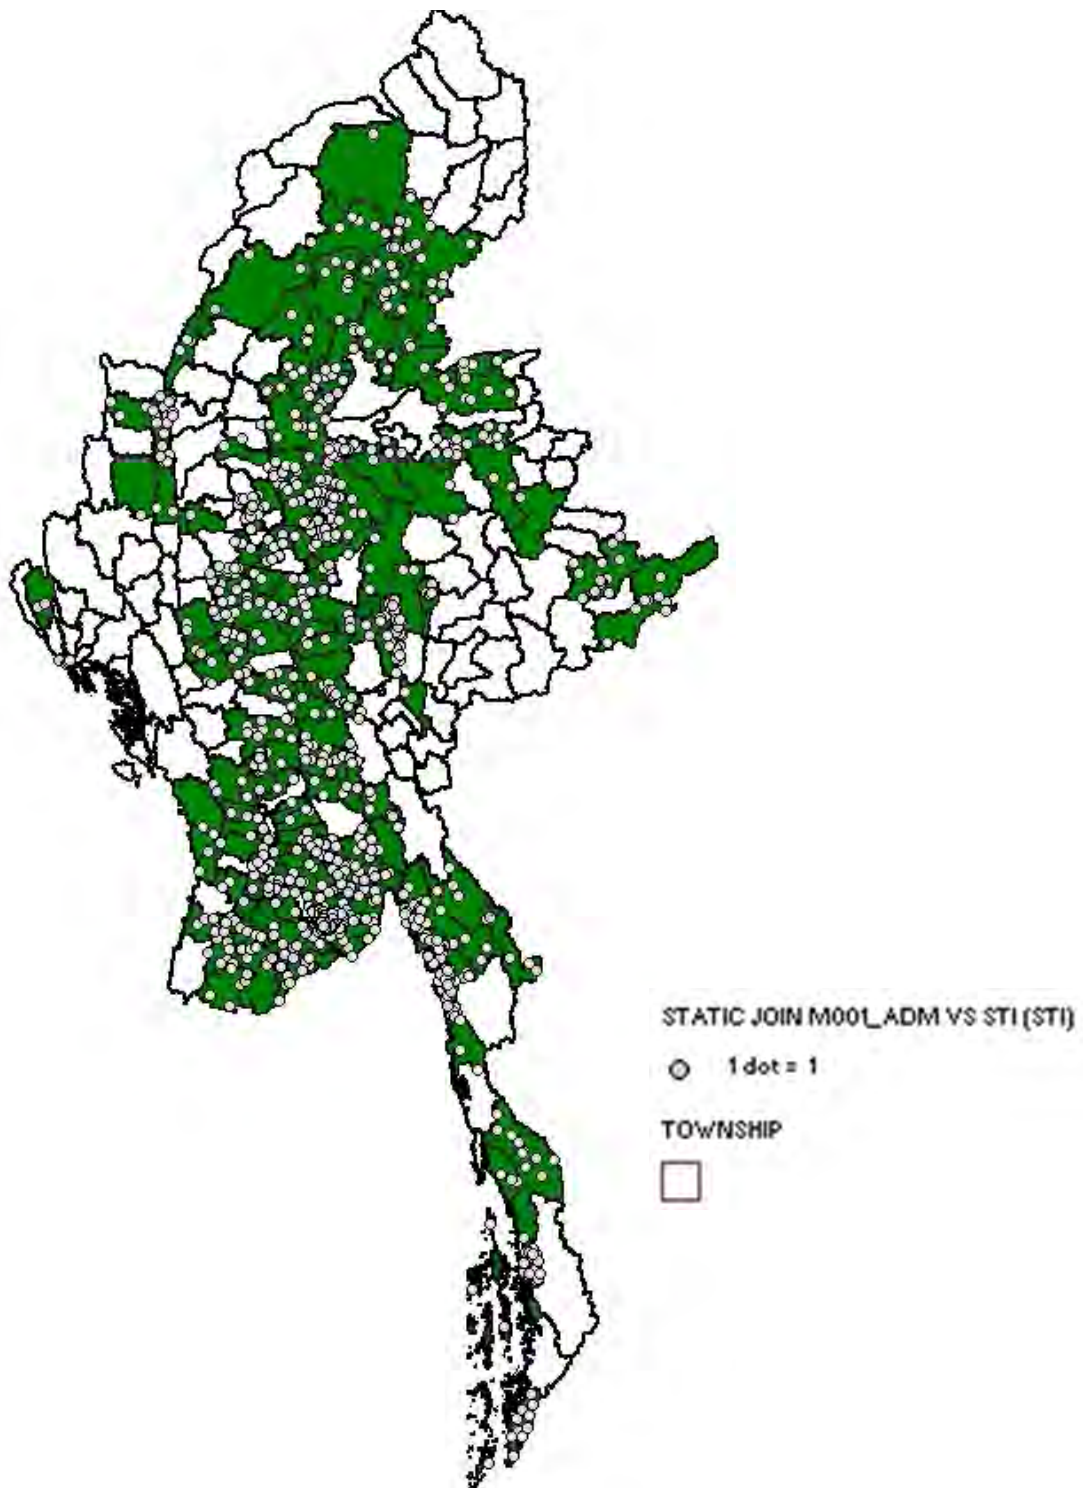 STATIC JOIN M001_ADM VS STI (STI)
1 dot = 1
TOWNSHIP